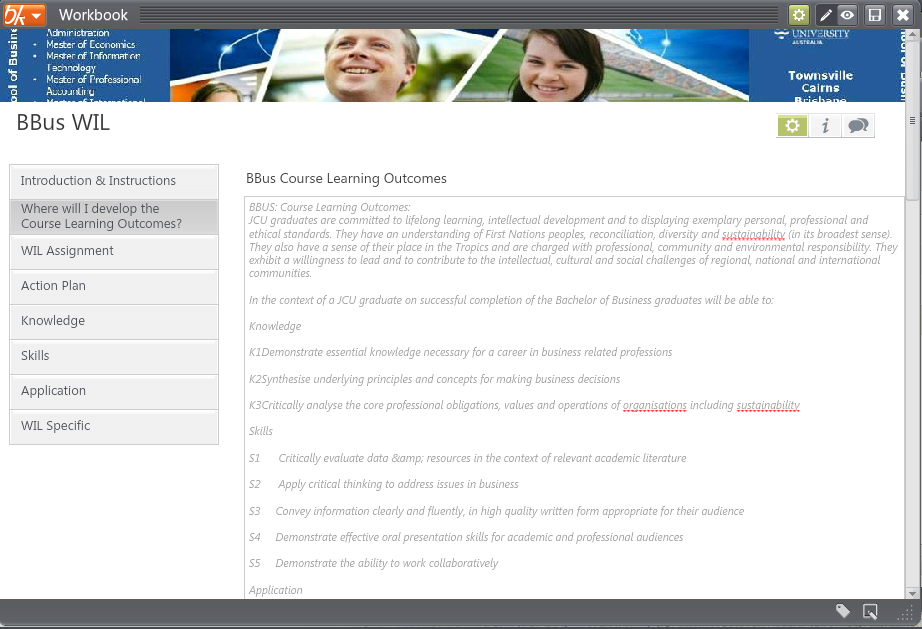 bk Workbook
ool of Busine
Administration
• Master of Economics
• Master of Information
Technology
• Master of Professional
Accounting
• Master of International
UNIVERSITY
AUSTRALIA
Townsville
Cairns
Brisbane
BBus WIL
i
Introduction & Instructions
Where will I develop the
Course Learning Outcomes?
WIL Assignment
Action Plan
Knowledge
Skills
Application
WIL Specific
BBus Course Learning Outcomes
BBUS: Course Learning Outcomes:
JCU graduates are committed to lifelong learning, intellectual development and to displaying exemplary personal, professional and
ethical standards. They have an understanding of First Nations peoples, reconciliation, diversity and sustainability (in its broadest sense).
They also have a sense of their place in the Tropics and are charged with professional, community and environmental responsibility. They
exhibit a willingness to lead and to contribute to the intellectual, cultural and social challenges of regional, national and international
communities.
In the context of a JCU graduate on successful completion of the Bachelor of Business graduates will be able to:
Knowledge
K1Demonstrate essential knowledge necessary for a career in business related professions
K2Synthesise underlying principles and concepts for making business decisions
K3Critically analyse the core professional obligations, values and operations of organisations including sustainability
Skills
S1 Critically evaluate data &amp; resources in the context of relevant academic literature
S2 Apply critical thinking to address issues in business
S3 Convey information clearly and fluently, in high quality written form appropriate for their audience
S4 Demonstrate effective oral presentation skills for academic and professional audiences
S5 Demonstrate the ability to work collaboratively
Application